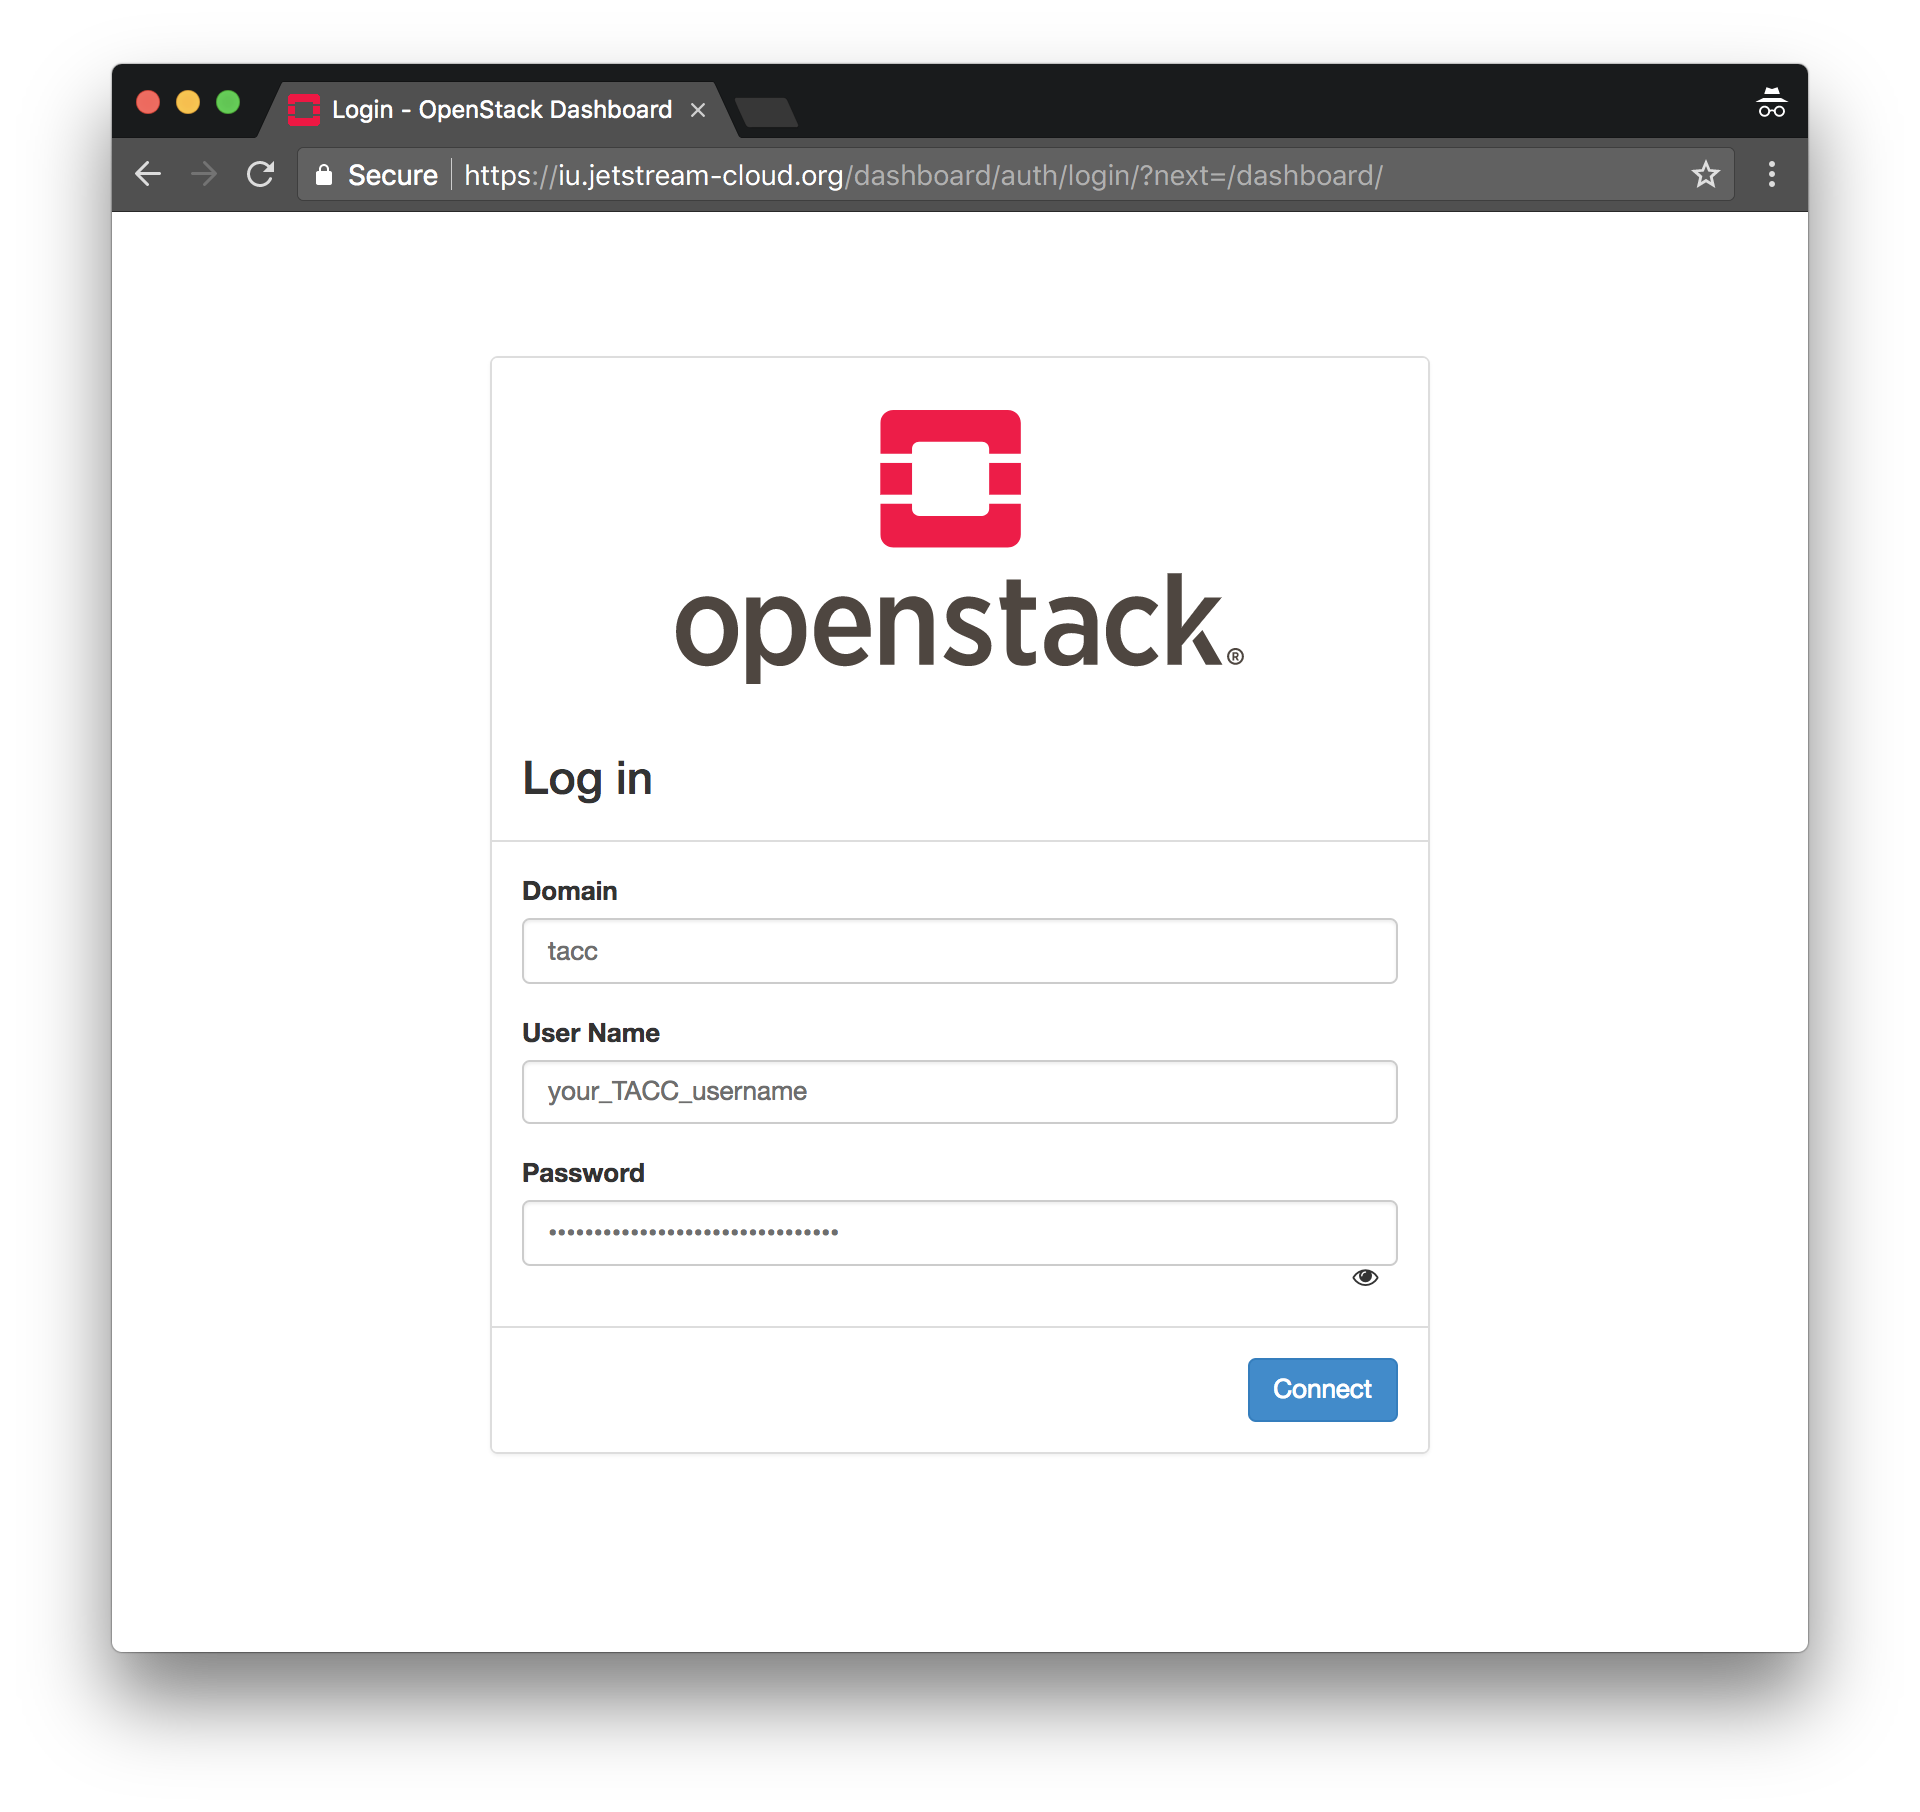 Login - OpenStack Dashboard
Secure https://iu.jetstream-cloud.org/dashboard/auth/login/?next=/dashboard/
openstack®
Log in
Domain
tacc
User Name
your_TACC_username
Password
••••••••••••••••••••••••••••••••
Connect